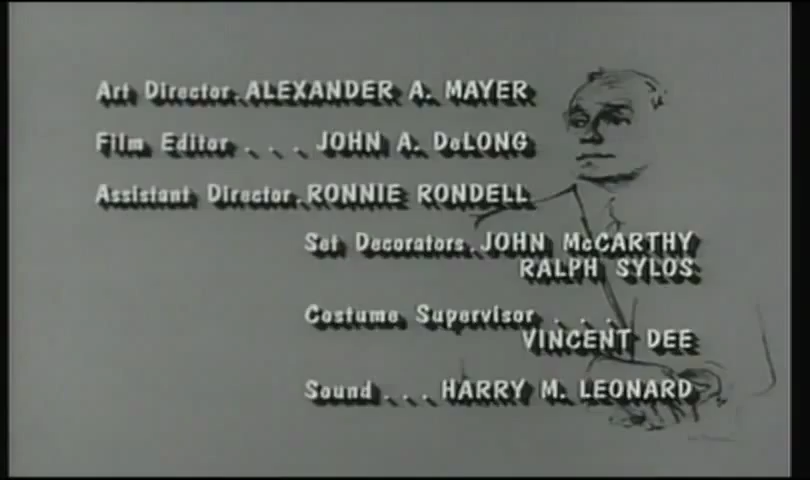 Art Director. ALEXANDER A. MAYER
Film Editor . . . JOHN A. DeLONG
Assistant Director. RONNIE RONDELL
Set Decorators. JOHN McCARTHY
RALPH SYLOS
Costume Supervisor . . .
VINCENT DEE
Sound . . . HARRY M. LEONARD